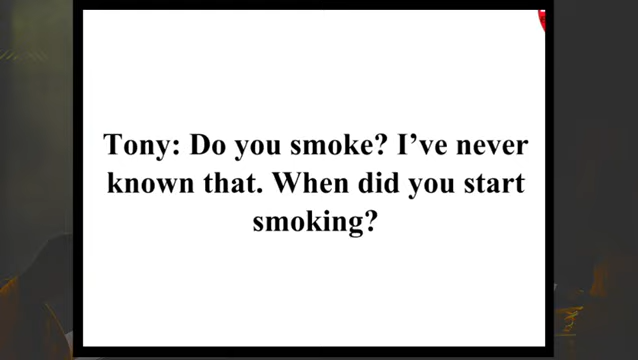 Tony: Do you smoke? I’ve never
known that. When did you start
smoking?